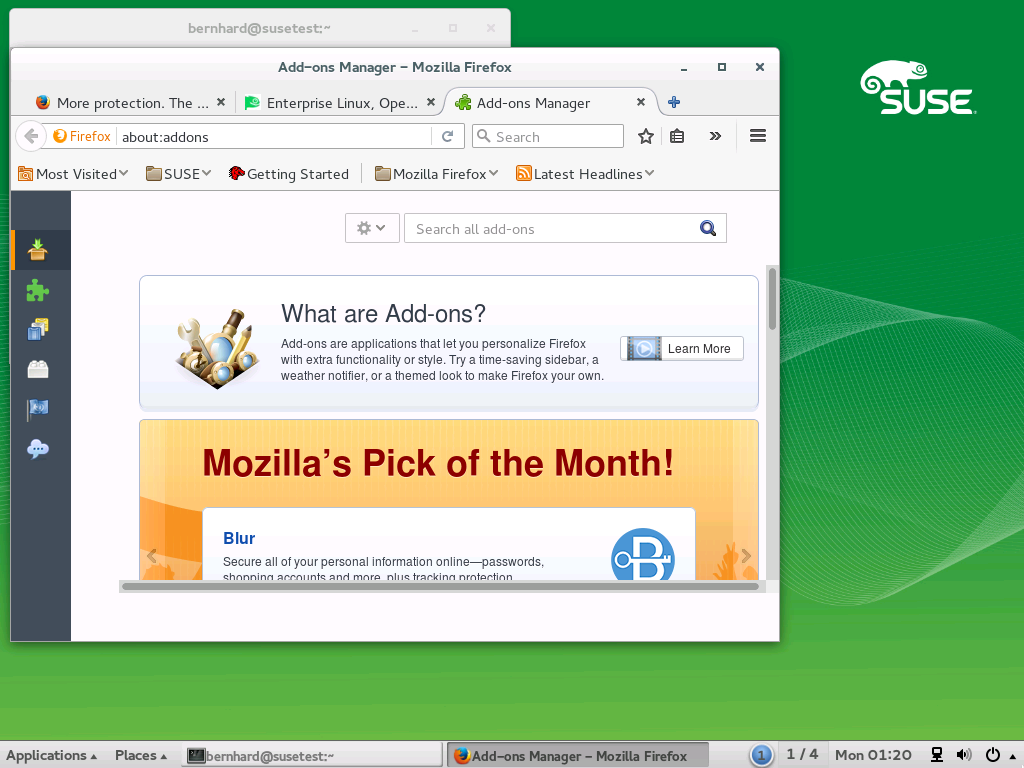 bernhard@susetest:~
Add-ons Manager - Mozilla Firefox
More protection. The ...
Enterprise Linux, Ope...
Add-ons Manager
Firefox
about:addons
Search
Most Visited
SUSE
Getting Started
Mozilla Firefox
Latest Headlines
Search all add-ons
What are Add-ons?
Add-ons are applications that let you personalize Firefox
with extra functionality or style. Try a time-saving sidebar, a
weather notifier, or a themed look to make Firefox your own.
Learn More
Mozilla’s Pick of the Month!
Blur
Secure all of your personal information online—passwords,
shopping accounts and more, plus tracking protection
B
SUSE
Applications
Places
bernhard@susetest:~
Add-ons Manager - Mozilla Firefox
1
1 / 4
Mon 01:20